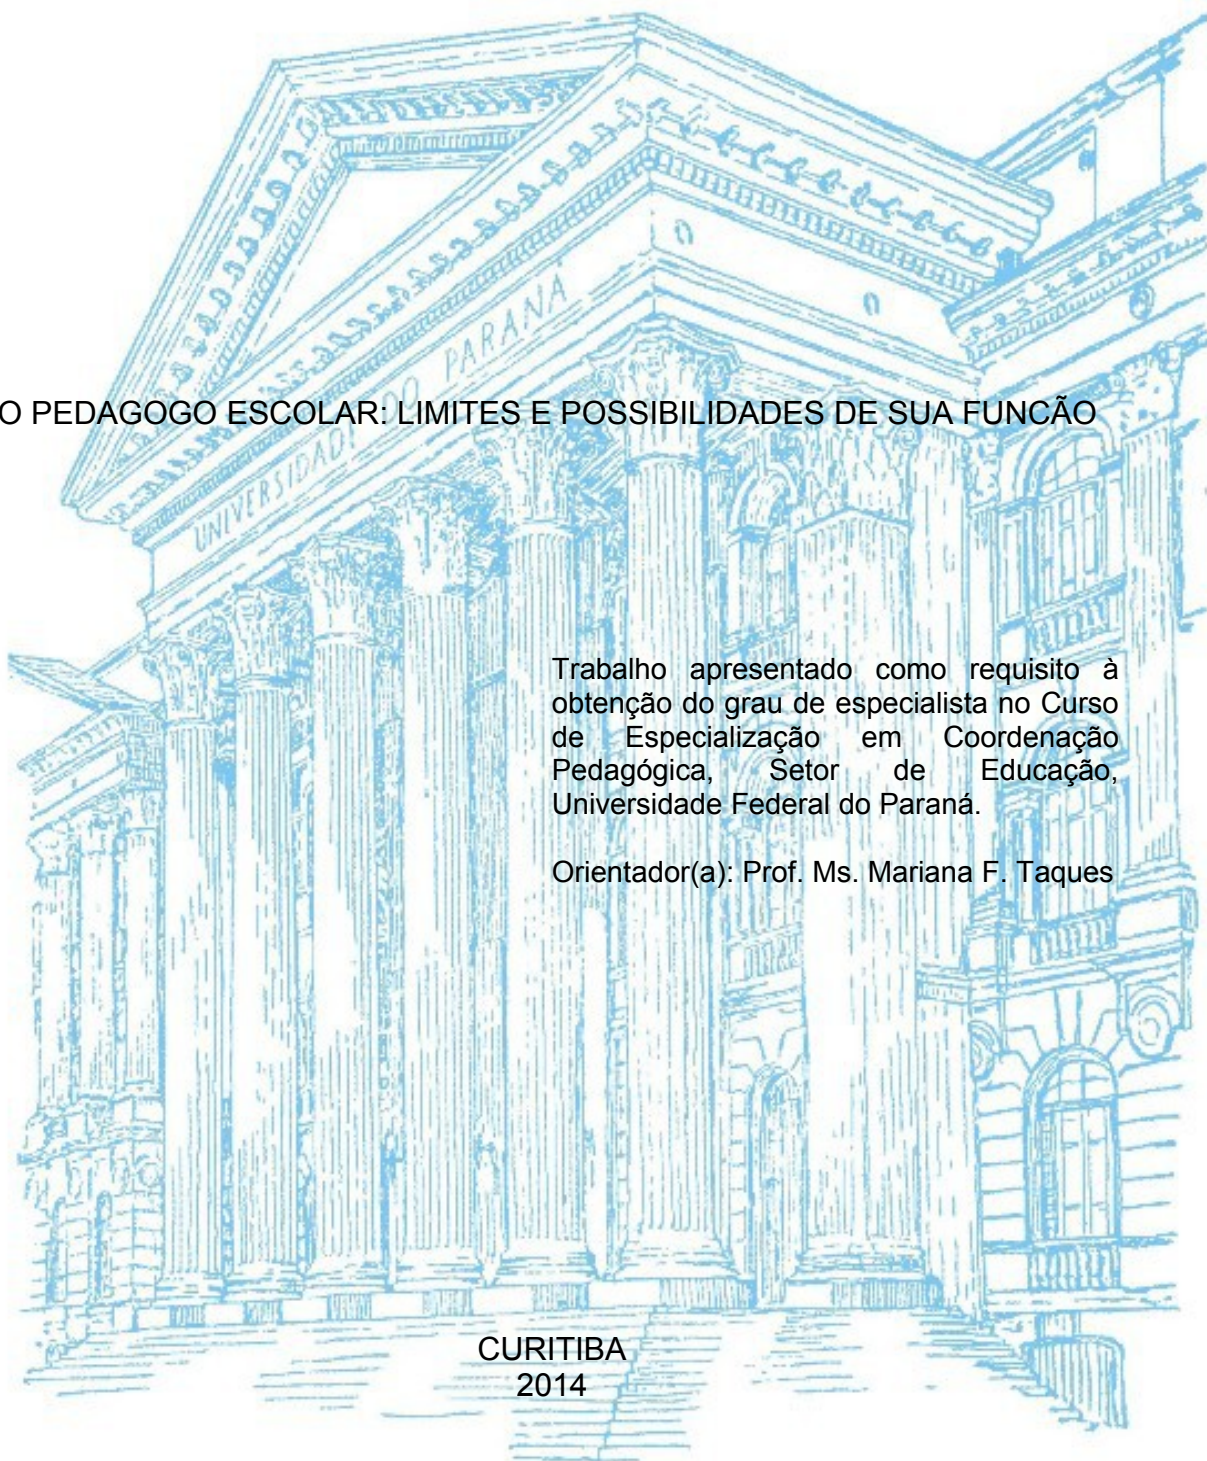 O PEDAGOGO ESCOLAR: LIMITES E POSSIBILIDADES DE SUA FUNCÃO
UNIVERSIDADE DO PARANÁ
Trabalho apresentado como requisito à
obtenção do grau de especialista no Curso
de Especialização em Coordenação
Pedagógica, Setor de Educação,
Universidade Federal do Paraná.
Orientador(a): Prof. Ms. Mariana F. Taques
CURITIBA
2014